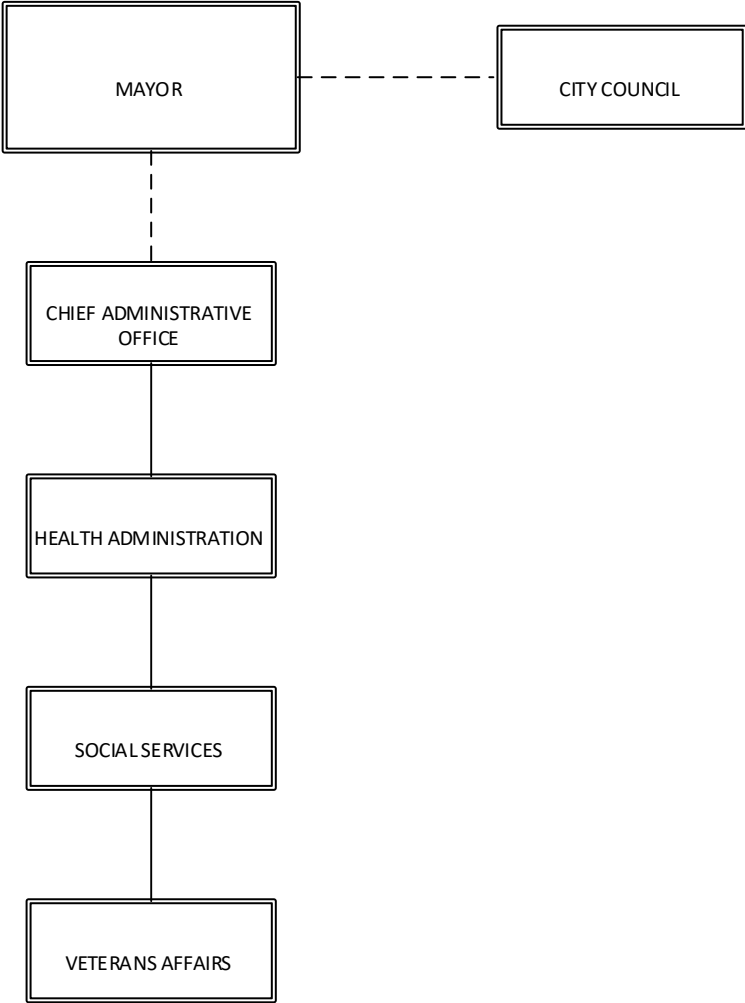 MAYOR
CITY COUNCIL
CHIEF ADMINISTRATIVE
OFFICE
HEALTH ADMINISTRATION
SOCIAL SERVICES
VETERANS AFFAIRS